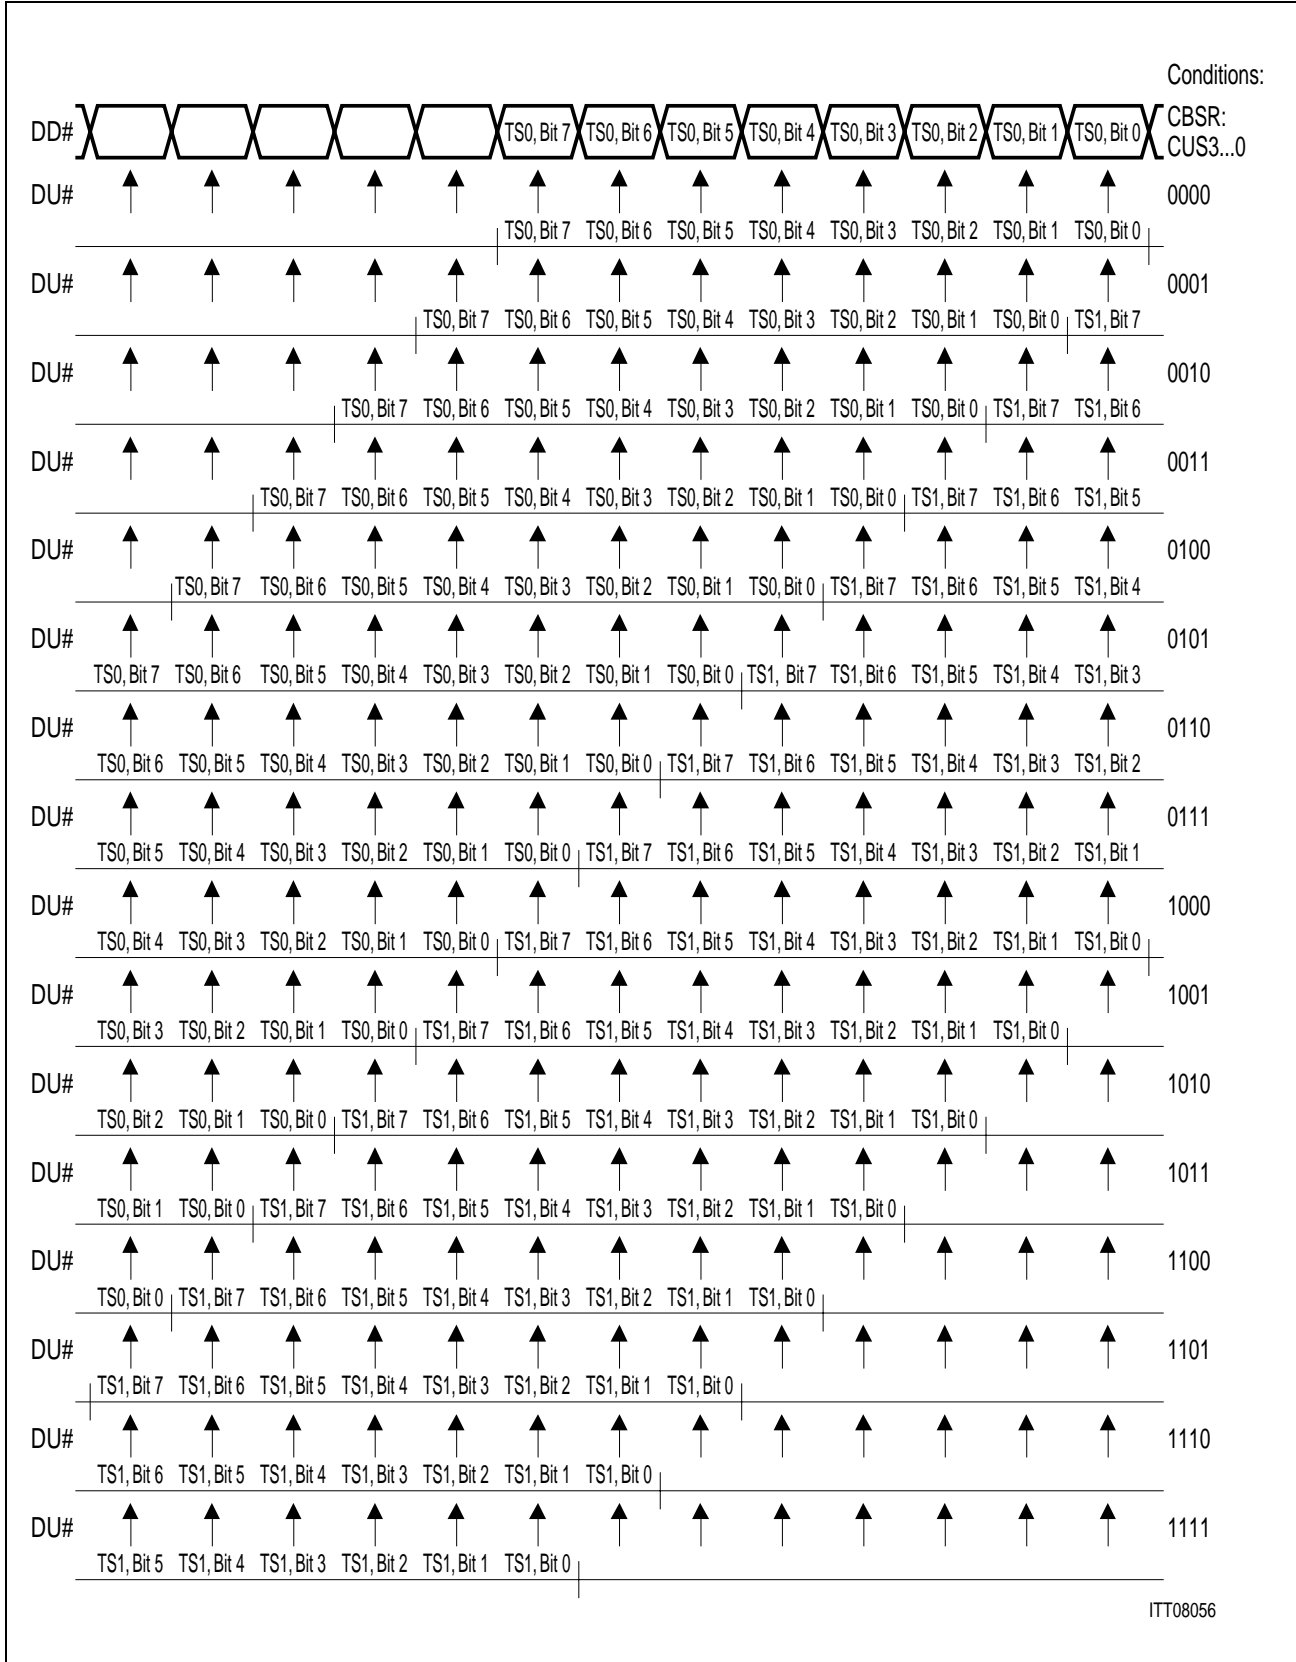 Conditions:
DD# TS0, Bit 7 TS0, Bit 6 TS0, Bit 5 TS0, Bit 4 TS0, Bit 3 TS0, Bit 2 TS0, Bit 1 TS0, Bit 0 CBSR:
CUS3...0
DU# 0000
TS0, Bit 7 TS0, Bit 6 TS0, Bit 5 TS0, Bit 4 TS0, Bit 3 TS0, Bit 2 TS0, Bit 1 TS0, Bit 0
DU# 0001
TS0, Bit 7 TS0, Bit 6 TS0, Bit 5 TS0, Bit 4 TS0, Bit 3 TS0, Bit 2 TS0, Bit 1 TS0, Bit 0 TS1, Bit 7
DU# 0010
TS0, Bit 7 TS0, Bit 6 TS0, Bit 5 TS0, Bit 4 TS0, Bit 3 TS0, Bit 2 TS0, Bit 1 TS0, Bit 0 TS1, Bit 7 TS1, Bit 6
DU# 0011
TS0, Bit 7 TS0, Bit 6 TS0, Bit 5 TS0, Bit 4 TS0, Bit 3 TS0, Bit 2 TS0, Bit 1 TS0, Bit 0 TS1, Bit 7 TS1, Bit 6 TS1, Bit 5
DU# 0100
TS0, Bit 7 TS0, Bit 6 TS0, Bit 5 TS0, Bit 4 TS0, Bit 3 TS0, Bit 2 TS0, Bit 1 TS0, Bit 0 TS1, Bit 7 TS1, Bit 6 TS1, Bit 5 TS1, Bit 4
DU# 0101
TS0, Bit 7 TS0, Bit 6 TS0, Bit 5 TS0, Bit 4 TS0, Bit 3 TS0, Bit 2 TS0, Bit 1 TS0, Bit 0 TS1, Bit 7 TS1, Bit 6 TS1, Bit 5 TS1, Bit 4 TS1, Bit 3
DU# 0110
TS0, Bit 6 TS0, Bit 5 TS0, Bit 4 TS0, Bit 3 TS0, Bit 2 TS0, Bit 1 TS0, Bit 0 TS1, Bit 7 TS1, Bit 6 TS1, Bit 5 TS1, Bit 4 TS1, Bit 3 TS1, Bit 2
DU# 0111
TS0, Bit 5 TS0, Bit 4 TS0, Bit 3 TS0, Bit 2 TS0, Bit 1 TS0, Bit 0 TS1, Bit 7 TS1, Bit 6 TS1, Bit 5 TS1, Bit 4 TS1, Bit 3 TS1, Bit 2 TS1, Bit 1
DU# 1000
TS0, Bit 4 TS0, Bit 3 TS0, Bit 2 TS0, Bit 1 TS0, Bit 0 TS1, Bit 7 TS1, Bit 6 TS1, Bit 5 TS1, Bit 4 TS1, Bit 3 TS1, Bit 2 TS1, Bit 1 TS1, Bit 0
DU# 1001
TS0, Bit 3 TS0, Bit 2 TS0, Bit 1 TS0, Bit 0 TS1, Bit 7 TS1, Bit 6 TS1, Bit 5 TS1, Bit 4 TS1, Bit 3 TS1, Bit 2 TS1, Bit 1 TS1, Bit 0
DU# 1010
TS0, Bit 2 TS0, Bit 1 TS0, Bit 0 TS1, Bit 7 TS1, Bit 6 TS1, Bit 5 TS1, Bit 4 TS1, Bit 3 TS1, Bit 2 TS1, Bit 1 TS1, Bit 0
DU# 1011
TS0, Bit 1 TS0, Bit 0 TS1, Bit 7 TS1, Bit 6 TS1, Bit 5 TS1, Bit 4 TS1, Bit 3 TS1, Bit 2 TS1, Bit 1 TS1, Bit 0
DU# 1100
TS0, Bit 0 TS1, Bit 7 TS1, Bit 6 TS1, Bit 5 TS1, Bit 4 TS1, Bit 3 TS1, Bit 2 TS1, Bit 1 TS1, Bit 0
DU# 1101
TS1, Bit 7 TS1, Bit 6 TS1, Bit 5 TS1, Bit 4 TS1, Bit 3 TS1, Bit 2 TS1, Bit 1 TS1, Bit 0
DU# 1110
TS1, Bit 6 TS1, Bit 5 TS1, Bit 4 TS1, Bit 3 TS1, Bit 2 TS1, Bit 1 TS1, Bit 0
DU# 1111
TS1, Bit 5 TS1, Bit 4 TS1, Bit 3 TS1, Bit 2 TS1, Bit 1 TS1, Bit 0
ITT08056